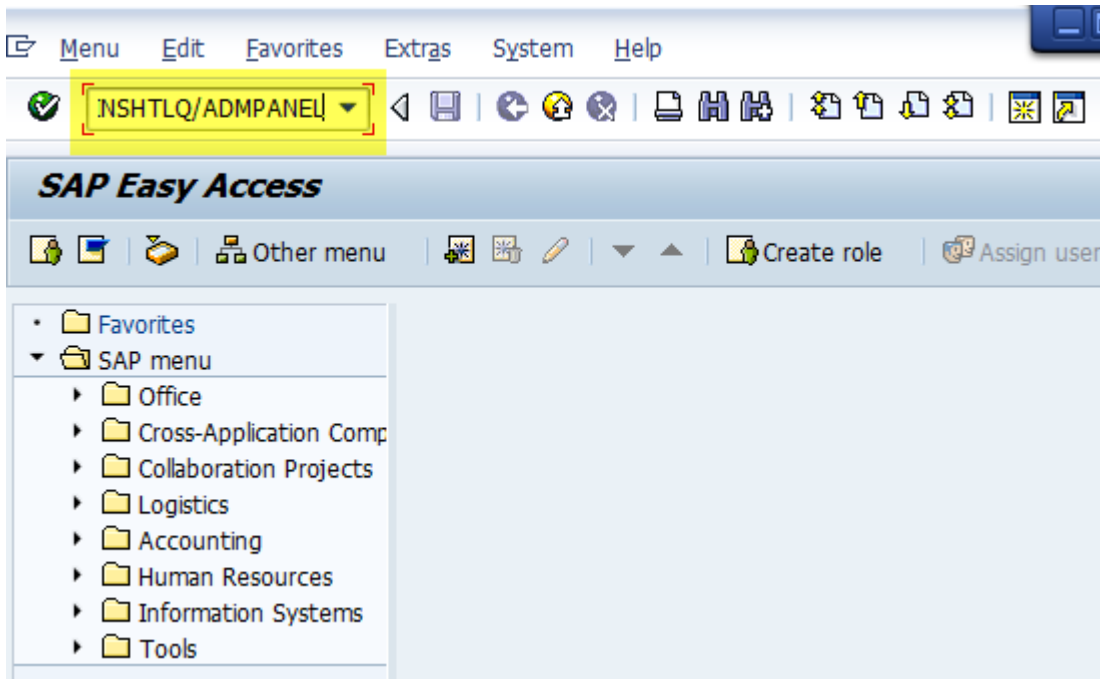 Menu Edit Favorites Extras System Help
NSHTLQ/ADMPANEL
SAP Easy Access
Other menu Create role Assign user
Favorites
SAP menu
Office
Cross-Application Comp
Collaboration Projects
Logistics
Accounting
Human Resources
Information Systems
Tools